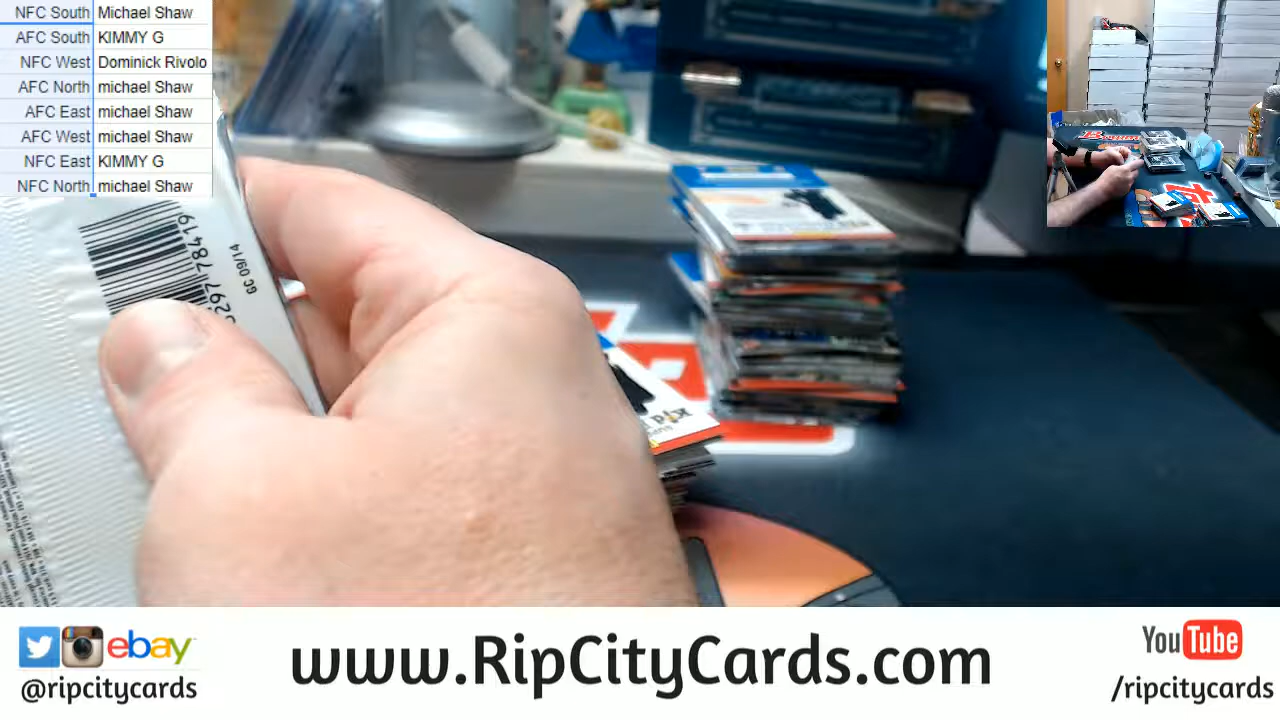 NFC South Michael Shaw
AFC South KIMMY G
NFC West Dominick Rivolo
AFC North michael Shaw
AFC East michael Shaw
AFC West michael Shaw
NFC East KIMMY G
NFC North michael Shaw
GC 09/14
ebay
www.RipCityCards.com
YouTube
@ripcitycards
/ripcitycards